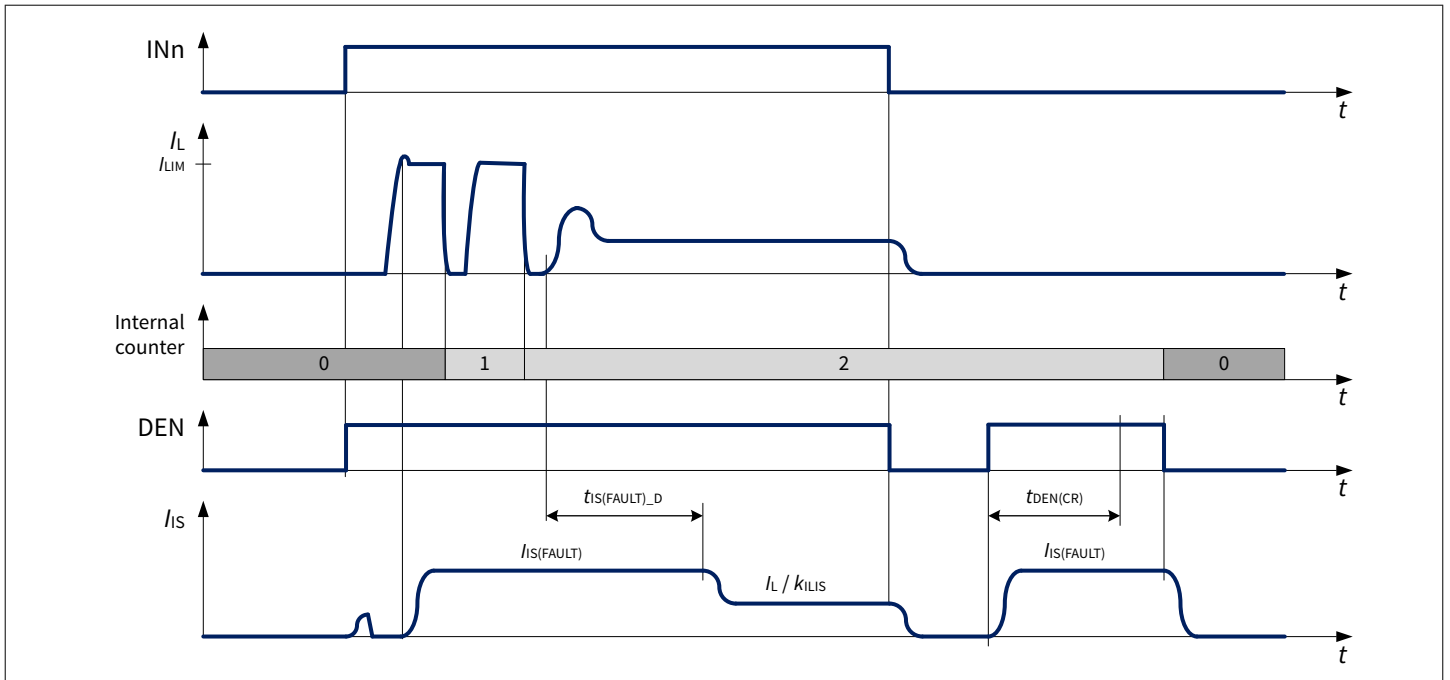 INn
t
IL
ILIM
t
Internal
counter
0
1
2
0
t
DEN
t
tIS(FAULT)_D
tDEN(CR)
IIS
IIS(FAULT)
IL / kILIS
IIS(FAULT)
t